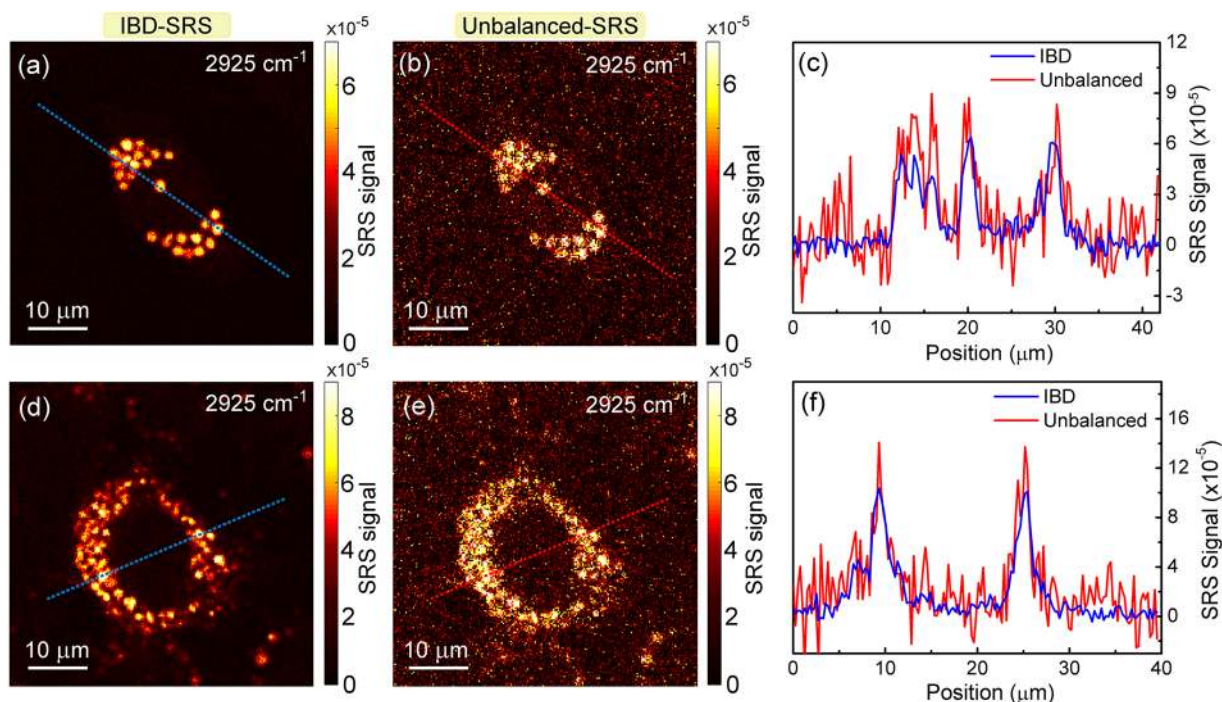 IBD-SRS
Unbalanced-SRS
(a)
2925 cm⁻¹
10 µm
x10⁻⁵
6
4
2
0
SRS signal
(b)
2925 cm⁻¹
10 µm
x10⁻⁵
6
4
2
0
SRS signal
(c)
IBD
Unbalanced
12
9
6
3
0
-3
SRS Signal (x10⁻⁵)
0 10 20 30 40
Position (µm)
(d)
2925 cm⁻¹
10 µm
x10⁻⁵
8
6
4
2
0
SRS signal
(e)
2925 cm⁻¹
10 µm
x10⁻⁵
8
6
4
2
0
SRS signal
(f)
IBD
Unbalanced
16
12
8
4
0
SRS Signal (x10⁻⁵)
0 10 20 30 40
Position (µm)